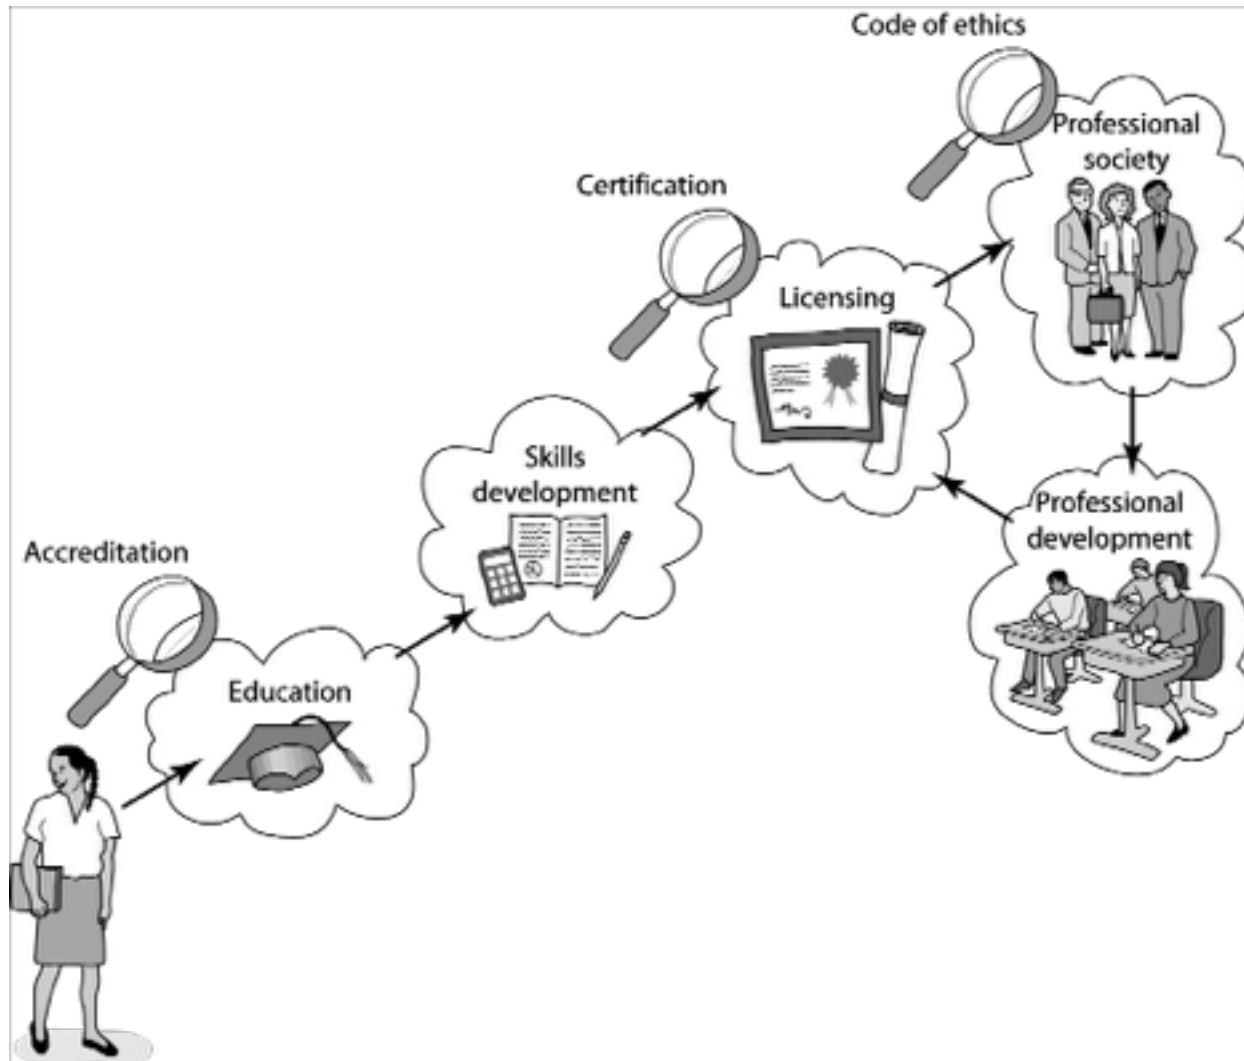 Code of ethics
Professional
society
Certification
Licensing
Skills
development
Professional
development
Accreditation
Education